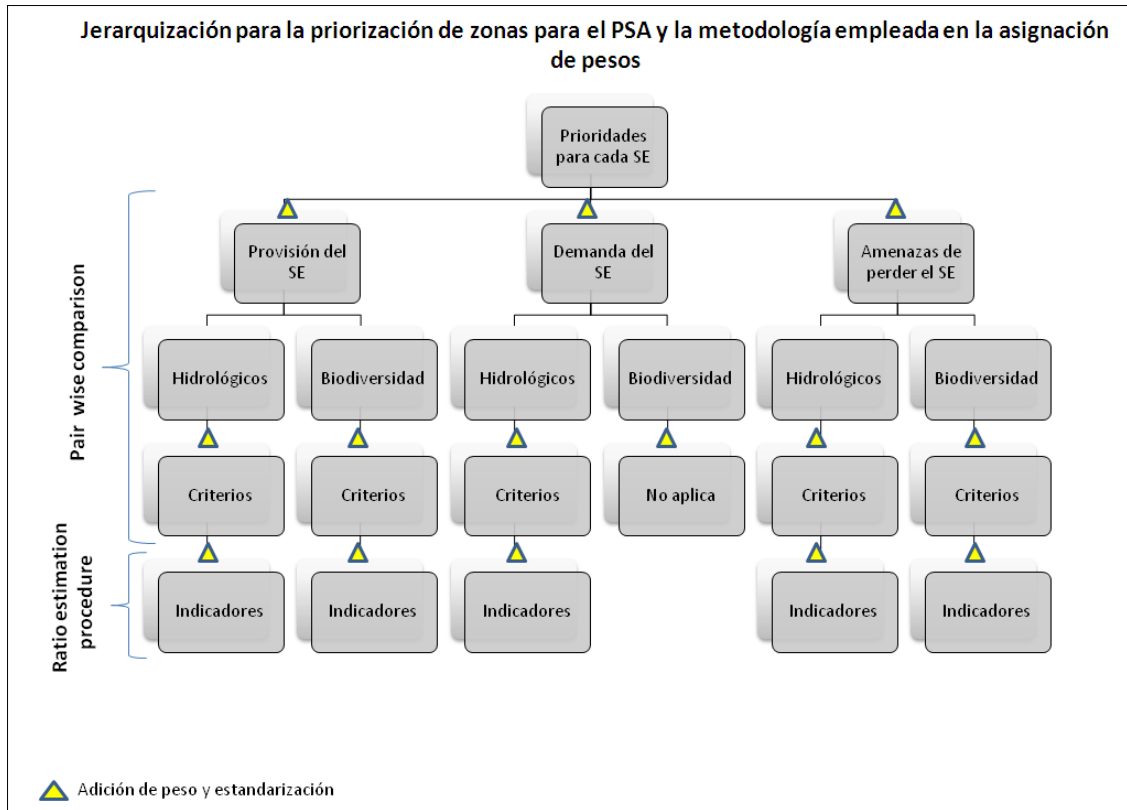 Jerarquización para la priorización de zonas para el PSA y la metodología empleada en la asignación
de pesos
Prioridades
para cada SE
Provisión del
SE
Demanda del
SE
Amenazas de
perder el SE
Pair wise comparison
Hidrológicos
Biodiversidad
Hidrológicos
Biodiversidad
Hidrológicos
Biodiversidad
Criterios
Criterios
Criterios
No aplica
Criterios
Criterios
Ratio estimation
procedure
Indicadores
Indicadores
Indicadores
Indicadores
Indicadores
Adición de peso y estandarización